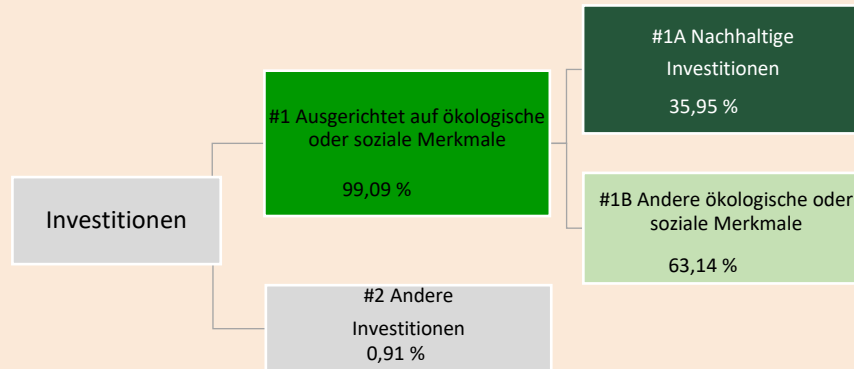 Investitionen
#1 Ausgerichtet auf ökologische
oder soziale Merkmale
99,09 %
#2 Andere
Investitionen
0,91 %
#1A Nachhaltige
Investitionen
35,95 %
#1B Andere ökologische oder
soziale Merkmale
63,14 %